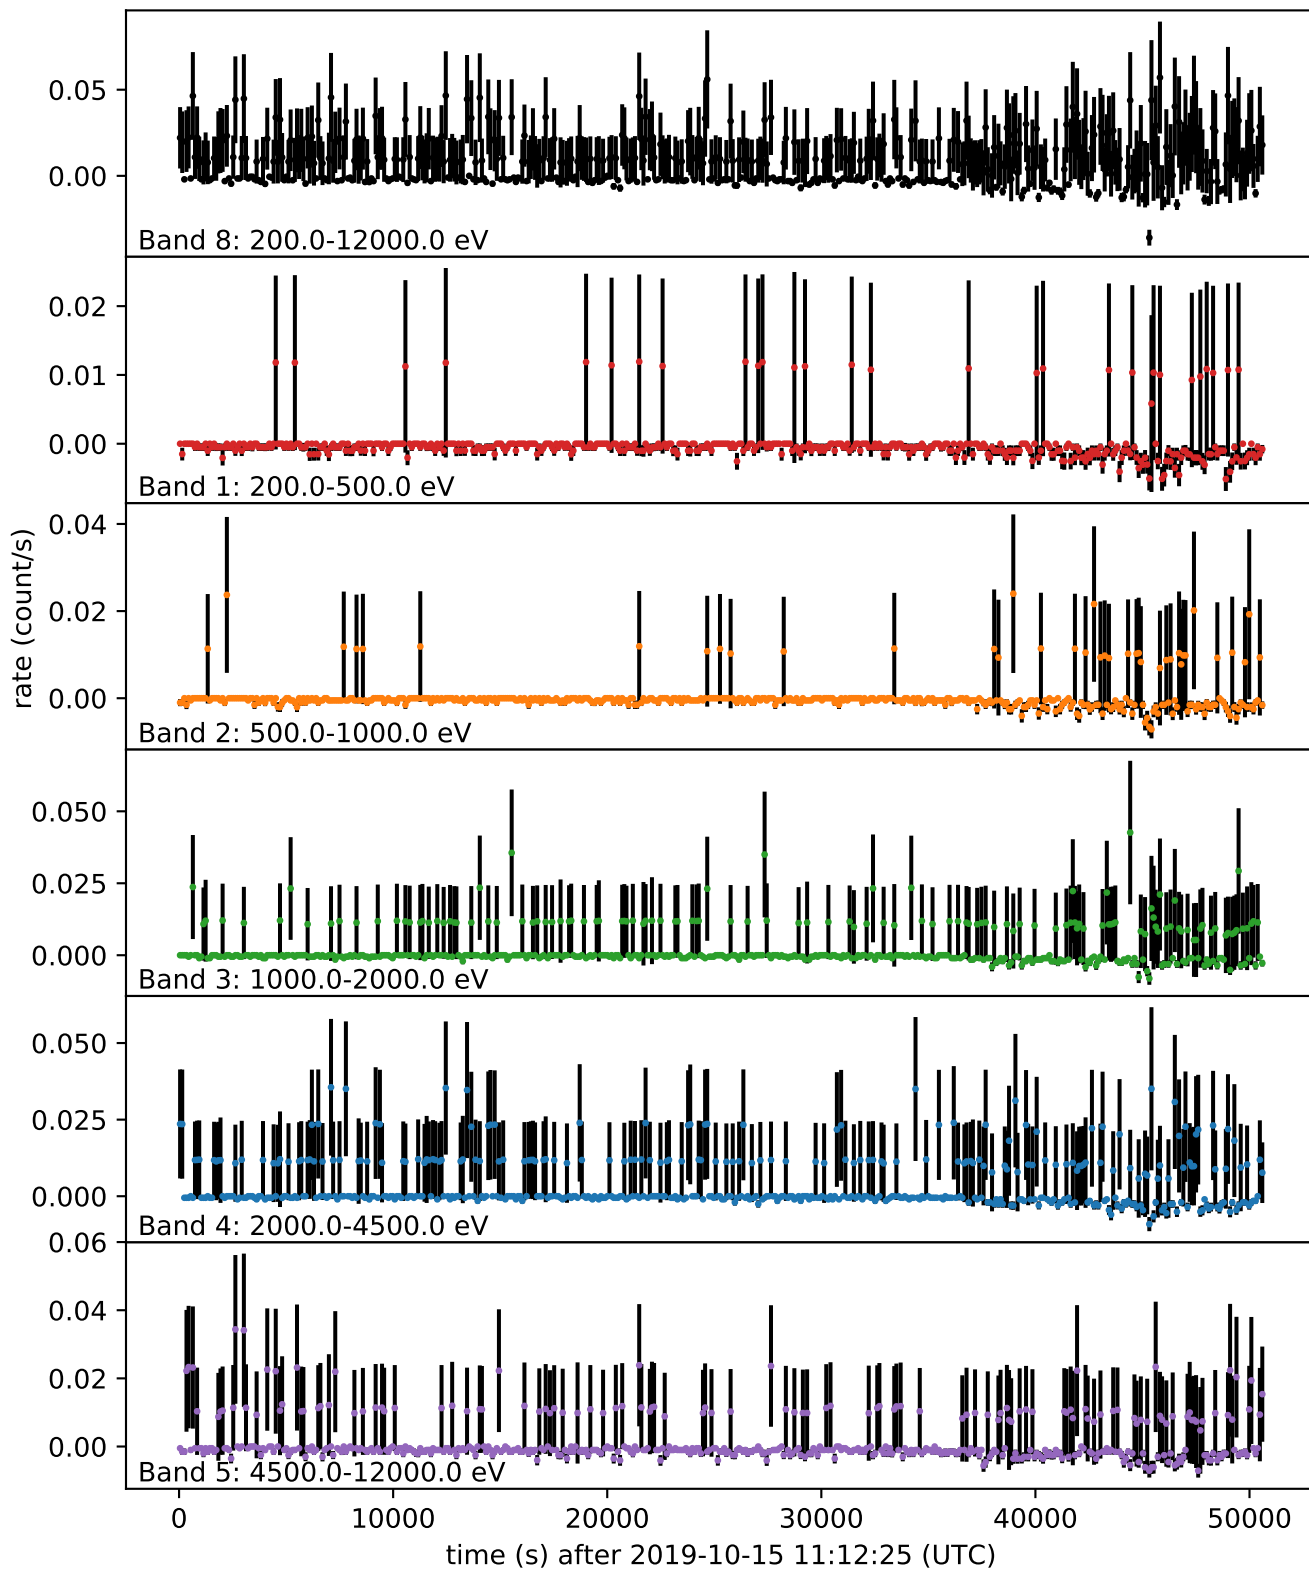 0.05
0.00
Band 8: 200.0-12000.0 eV
0.02
0.01
0.00
Band 1: 200.0-500.0 eV
0.04
0.02
0.00
Band 2: 500.0-1000.0 eV
rate (count/s)
0.050
0.025
0.000
Band 3: 1000.0-2000.0 eV
0.050
0.025
0.000
Band 4: 2000.0-4500.0 eV
0.06
0.04
0.02
0.00
Band 5: 4500.0-12000.0 eV
0 10000 20000 30000 40000 50000
time (s) after 2019-10-15 11:12:25 (UTC)